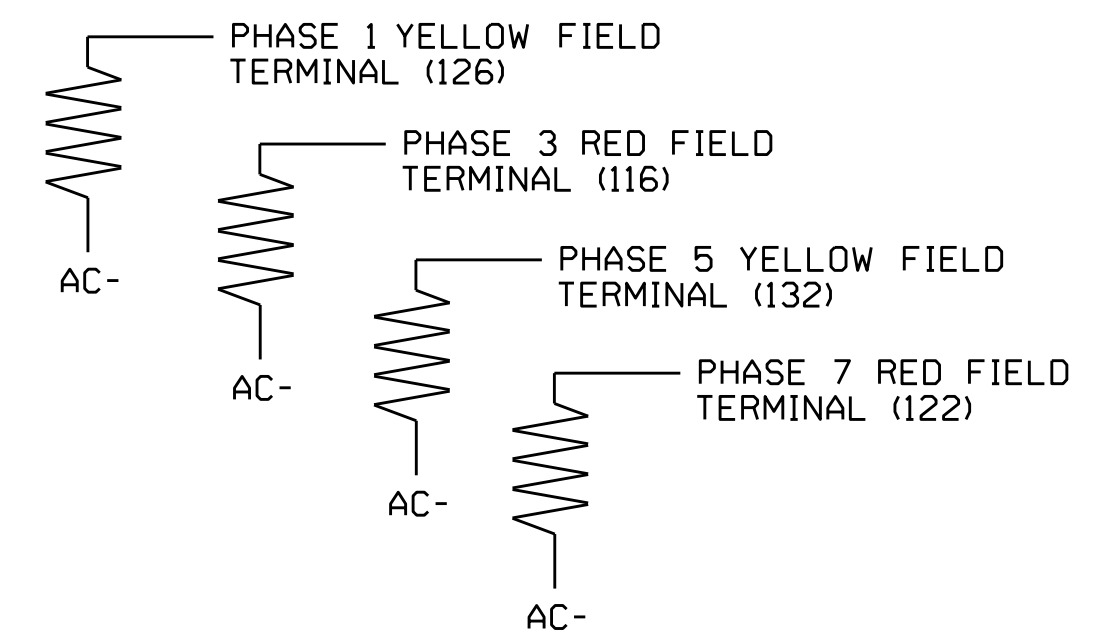 PHASE 1 YELLOW FIELD
TERMINAL (126)
AC-
PHASE 3 RED FIELD
TERMINAL (116)
AC-
PHASE 5 YELLOW FIELD
TERMINAL (132)
AC-
PHASE 7 RED FIELD
TERMINAL (122)
AC-